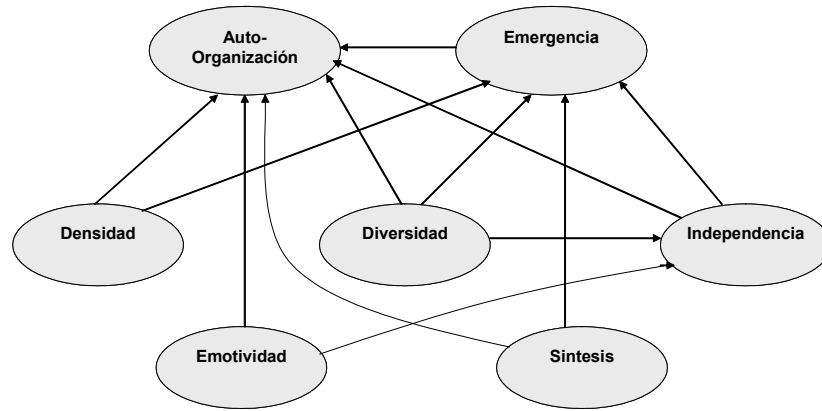 Auto-
Organización
Emergencia
Densidad
Diversidad
Independencia
Emotividad
Sintesis